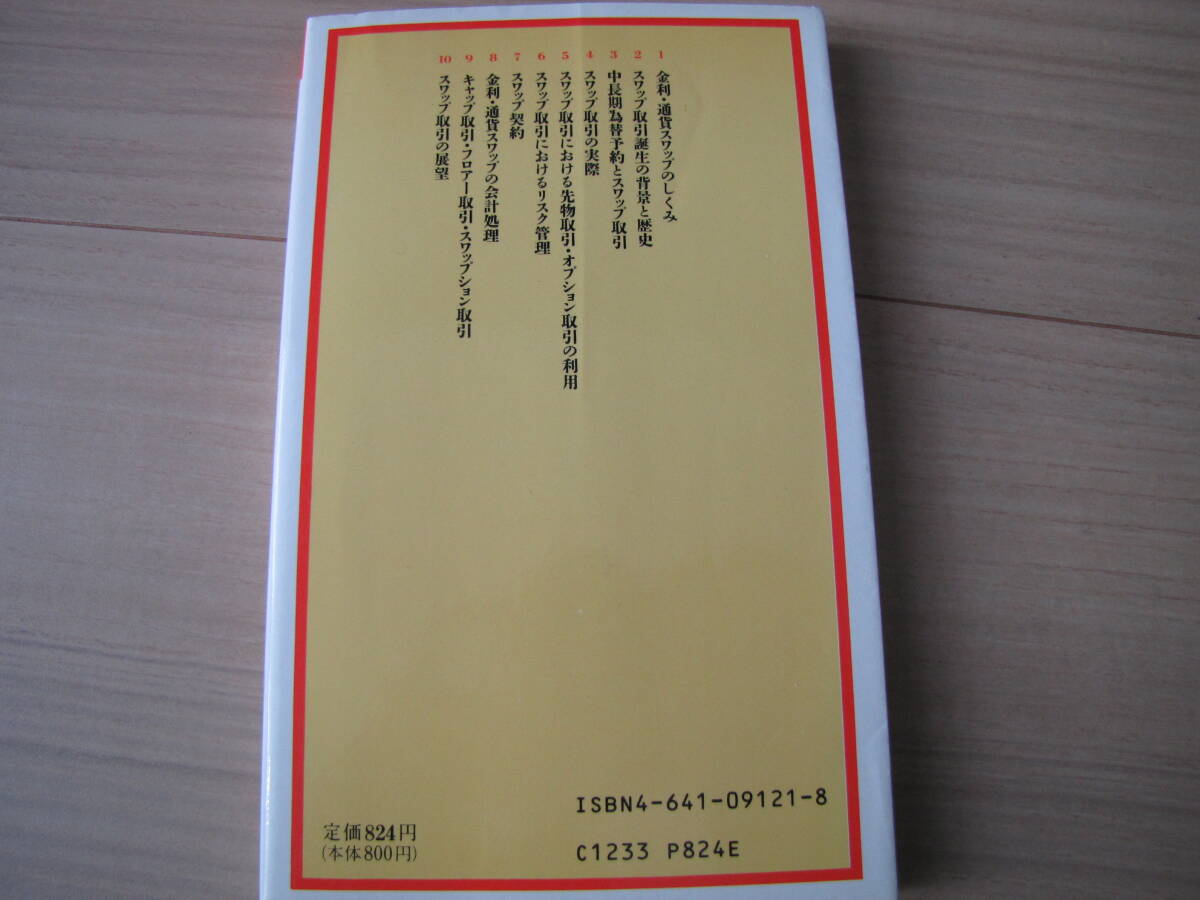 1 金利・通貨スワップのしくみ
2 スワップ取引誕生の背景と歴史
3 中長期為替予約とスワップ取引
4 スワップ取引の実際
5 スワップ取引における先物取引・オプション取引の利用
6 スワップ取引におけるリスク管理
7 スワップ契約
8 金利・通貨スワップの会計処理
9 キャップ取引・フロアー取引・スワップション取引
10 スワップ取引の展望
ISBN4-641-09121-8
C1233 P824E
定価824円
(本体800円)